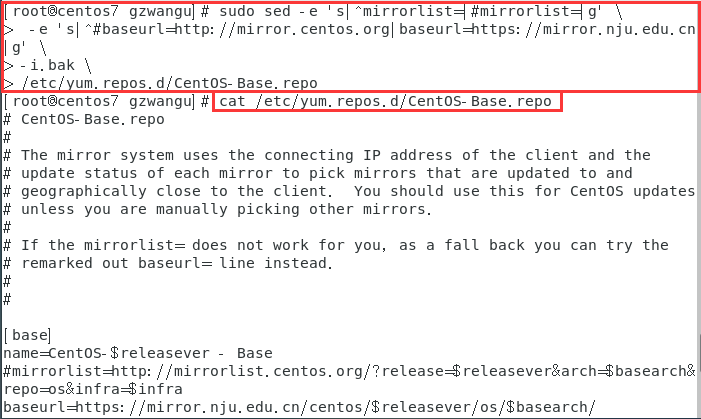 [root@centos7 gzwangu]# sudo sed -e 's|^mirrorlist=|#mirrorlist=|g' \
>  -e 's|^#baseurl=http://mirror.centos.org|baseurl=https://mirror.nju.edu.cn
|g' \
>-i.bak \
> /etc/yum.repos.d/CentOS-Base.repo
[root@centos7 gzwangu]# cat /etc/yum.repos.d/CentOS-Base.repo
# CentOS-Base.repo
#
# The mirror system uses the connecting IP address of the client and the
# update status of each mirror to pick mirrors that are updated to and
# geographically close to the client.  You should use this for CentOS updates
# unless you are manually picking other mirrors.
#
# If the mirrorlist= does not work for you, as a fall back you can try the
# remarked out baseurl= line instead.
#
#
[base]
name=CentOS-$releasever - Base
#mirrorlist=http://mirrorlist.centos.org/?release=$releasever&arch=$basearch&
repo=os&infra=$infra
baseurl=https://mirror.nju.edu.cn/centos/$releasever/os/$basearch/